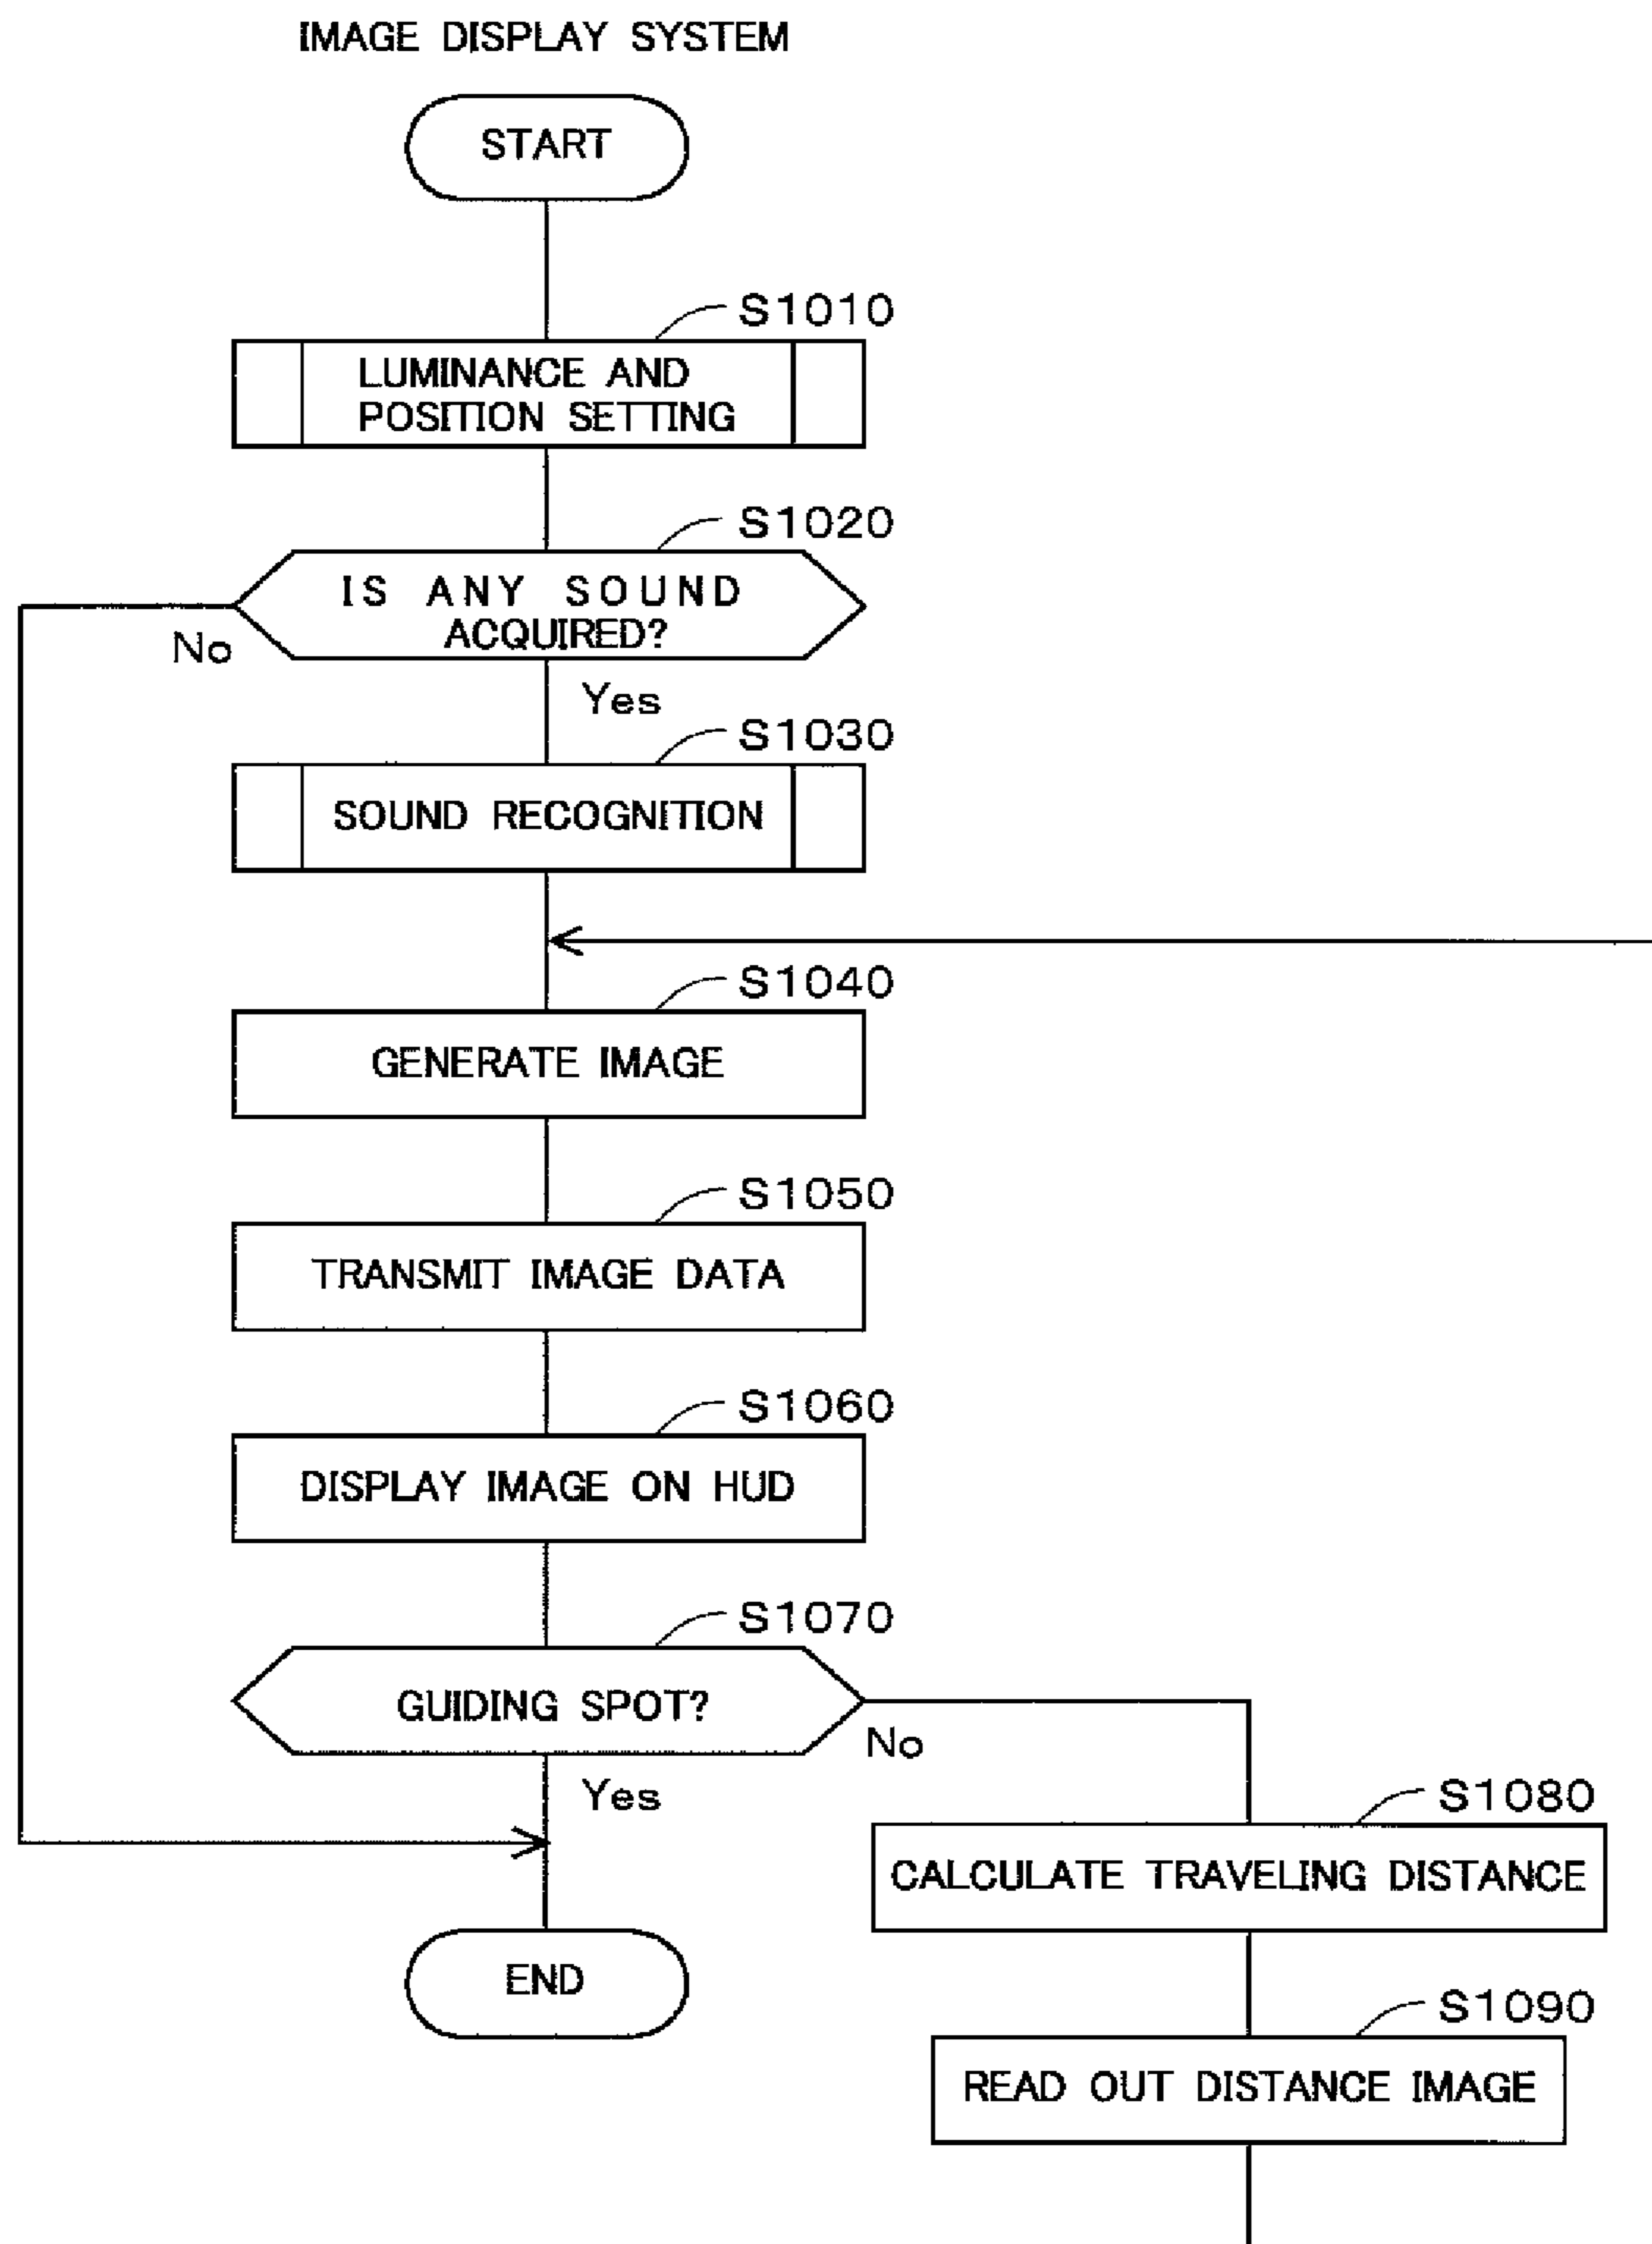 IMAGE DISPLAY SYSTEM
START
S1010
LUMINANCE AND
POSITION SETTING
S1020
IS ANY SOUND
ACQUIRED?
No
Yes
S1030
SOUND RECOGNITION
S1040
GENERATE IMAGE
S1050
TRANSMIT IMAGE DATA
S1060
DISPLAY IMAGE ON HUD
S1070
GUIDING SPOT?
No
Yes
S1080
CALCULATE TRAVELING DISTANCE
END
S1090
READ OUT DISTANCE IMAGE